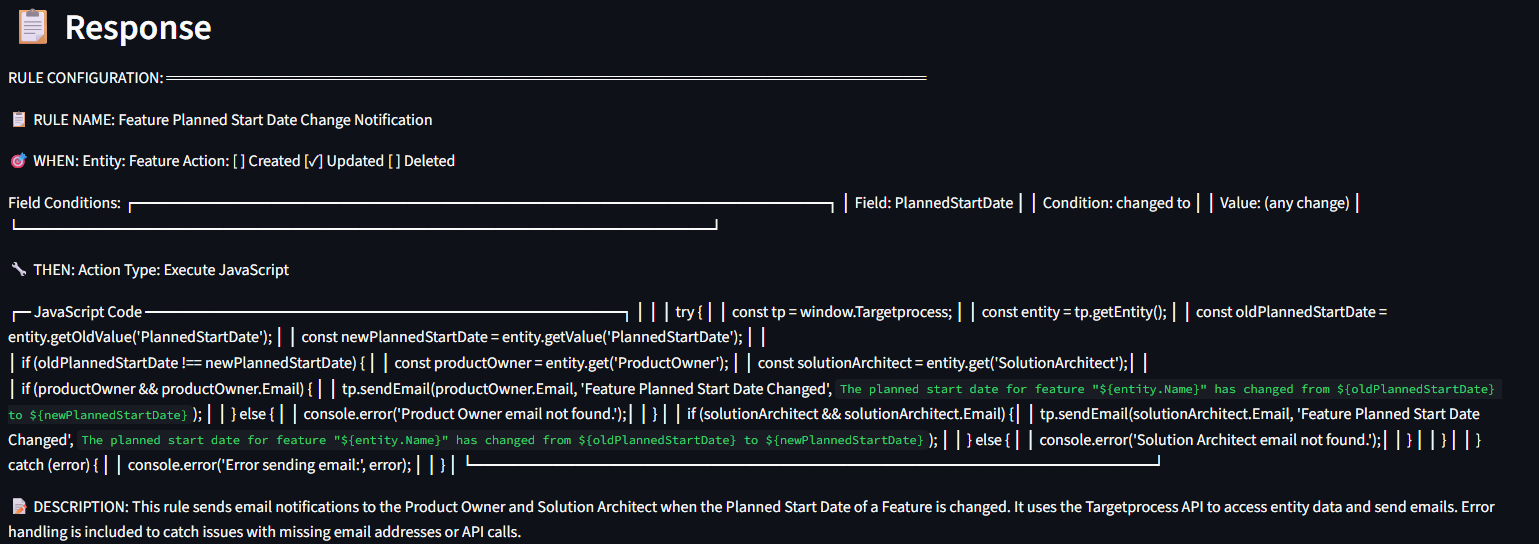 📋 Response
RULE CONFIGURATION: ═══════════════════════════════════════════════════════════════
📋 RULE NAME: Feature Planned Start Date Change Notification
🎯 WHEN: Entity: Feature Action: [ ] Created [✓] Updated [ ] Deleted
Field Conditions: ┌─────────────────────────────────────────────────────────┐ │ Field: PlannedStartDate │ │ Condition: changed to │ │ Value: (any change) │
└─────────────────────────────────────────────────────────┘
🔧 THEN: Action Type: Execute JavaScript
┌─ JavaScript Code ───────────────────────────────────────┐ │ │ │ try { │ │ const tp = window.Targetprocess; │ │ const entity = tp.getEntity(); │ │ const oldPlannedStartDate =
entity.getOldValue('PlannedStartDate'); │ │ const newPlannedStartDate = entity.getValue('PlannedStartDate'); │ │
│ if (oldPlannedStartDate !== newPlannedStartDate) { │ │ const productOwner = entity.get('ProductOwner'); │ │ const solutionArchitect = entity.get('SolutionArchitect');│ │
│ if (productOwner && productOwner.Email) { │ │ tp.sendEmail(productOwner.Email, 'Feature Planned Start Date Changed', The planned start date for feature "${entity.Name}" has changed from ${oldPlannedStartDate}
to ${newPlannedStartDate} ); │ │ } else { │ │ console.error('Product Owner email not found.');│ │ } │ │ if (solutionArchitect && solutionArchitect.Email) {│ │ tp.sendEmail(solutionArchitect.Email, 'Feature Planned Start Date
Changed', The planned start date for feature "${entity.Name}" has changed from ${oldPlannedStartDate} to ${newPlannedStartDate} ); │ │ } else { │ │ console.error('Solution Architect email not found.');│ │ } │ │ } │ │ }
catch (error) { │ │ console.error('Error sending email:', error); │ │ } │ └─────────────────────────────────────────────────────────┘
📝 DESCRIPTION: This rule sends email notifications to the Product Owner and Solution Architect when the Planned Start Date of a Feature is changed. It uses the Targetprocess API to access entity data and send emails. Error
handling is included to catch issues with missing email addresses or API calls.